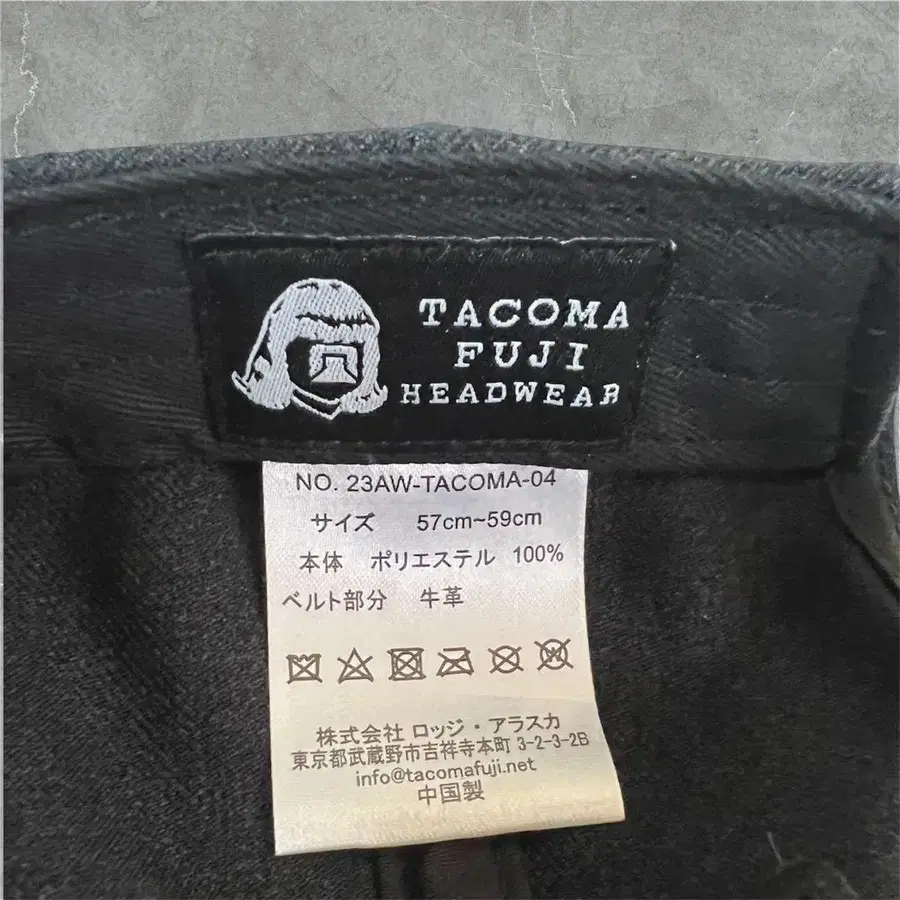 TACOMA
FUJI
HEADWEAR
NO. 23AW-TACOMA-04
サイズ 57cm~59cm
本体 ポリエステル 100%
ベルト部分 牛革
株式会社 ロッジ・アラスカ
東京都武蔵野市吉祥寺本町 3-2-3-2B
info@tacomafuji.net
中国製